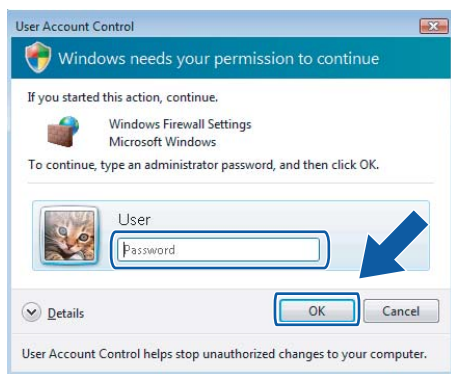 User Account Control
Windows needs your permission to continue
If you started this action, continue.
Windows Firewall Settings
Microsoft Windows
To continue, type an administrator password, and then click OK.
User
Password
Details
OK
Cancel
User Account Control helps stop unauthorized changes to your computer.